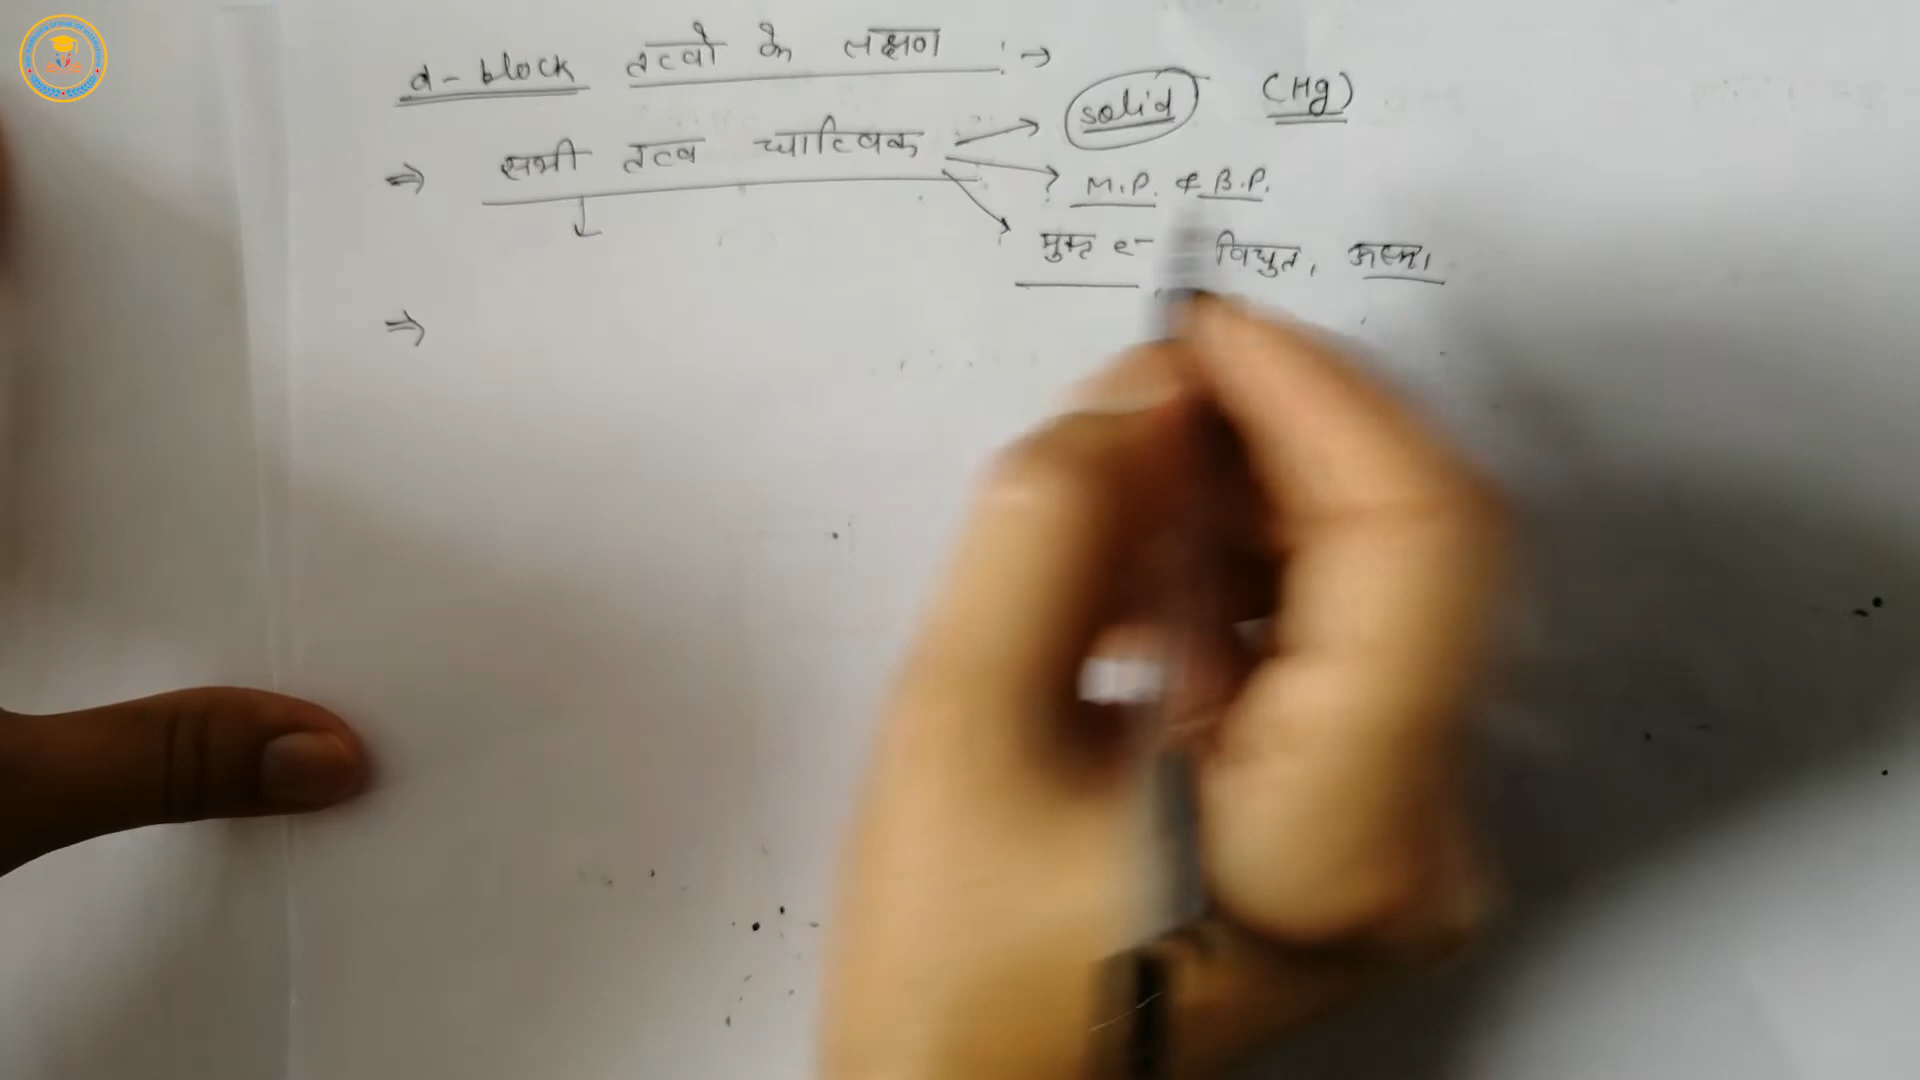 d-block तत्वो के लक्षण :→
⇒ सभी तत्व धात्विक → solid (Hg)
→ M.P. & B.P.
→ मुक्त e- विद्युत, ऊष्मा
⇒